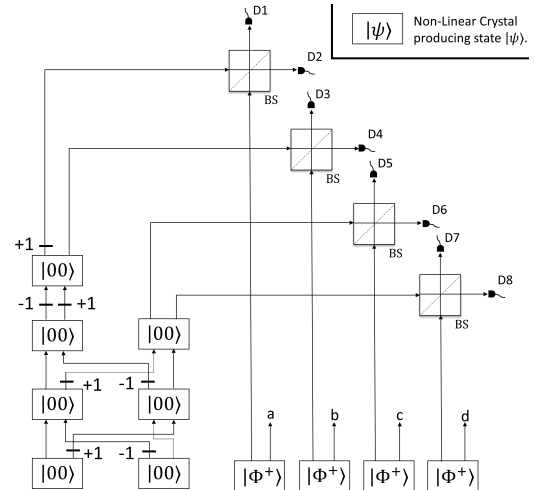 D1
|ψ⟩
Non-Linear Crystal
producing state |ψ⟩.
D2
BS
D3
D4
BS
D5
D6
BS
D7
D8
BS
+1
|00⟩
-1
+1
|00⟩
|00⟩
+1
-1
|00⟩
|00⟩
a
b
c
d
+1
-1
|00⟩
|00⟩
|Φ⁺⟩
|Φ⁺⟩
|Φ⁺⟩
|Φ⁺⟩